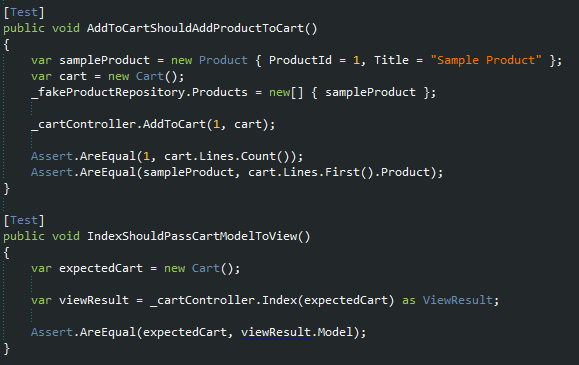 [Test]
public void AddToCartShouldAddProductToCart()
{
    var sampleProduct = new Product { ProductId = 1, Title = "Sample Product" };
    var cart = new Cart();
    _fakeProductRepository.Products = new[] { sampleProduct };

    _cartController.AddToCart(1, cart);

    Assert.AreEqual(1, cart.Lines.Count());
    Assert.AreEqual(sampleProduct, cart.Lines.First().Product);
}

[Test]
public void IndexShouldPassCartModelToView()
{
    var expectedCart = new Cart();

    var viewResult = _cartController.Index(expectedCart) as ViewResult;

    Assert.AreEqual(expectedCart, viewResult.Model);
}